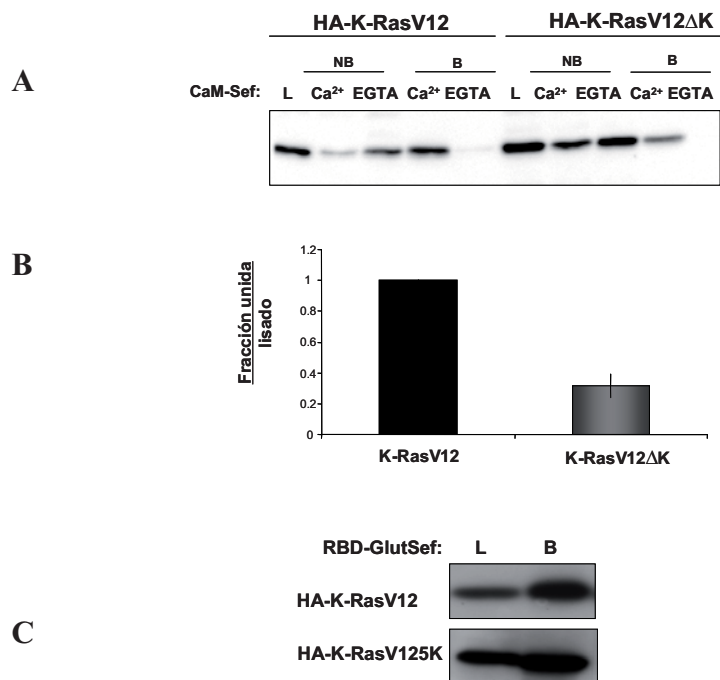 HA-K-RasV12 HA-K-RasV12ΔK
NB B NB B
A
CaM-Sef: L Ca²⁺ EGTA Ca²⁺ EGTA L Ca²⁺ EGTA Ca²⁺ EGTA
B
Fracción unida
lisado
1.2
1
0.8
0.6
0.4
0.2
0
K-RasV12 K-RasV12ΔK
RBD-GlutSef: L B
HA-K-RasV12
C
HA-K-RasV125K